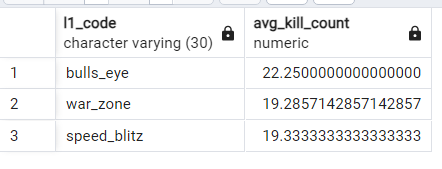 l1_code avg_kill_count
character varying (30) numeric
1 bulls_eye 22.2500000000000000
2 war_zone 19.2857142857142857
3 speed_blitz 19.3333333333333333